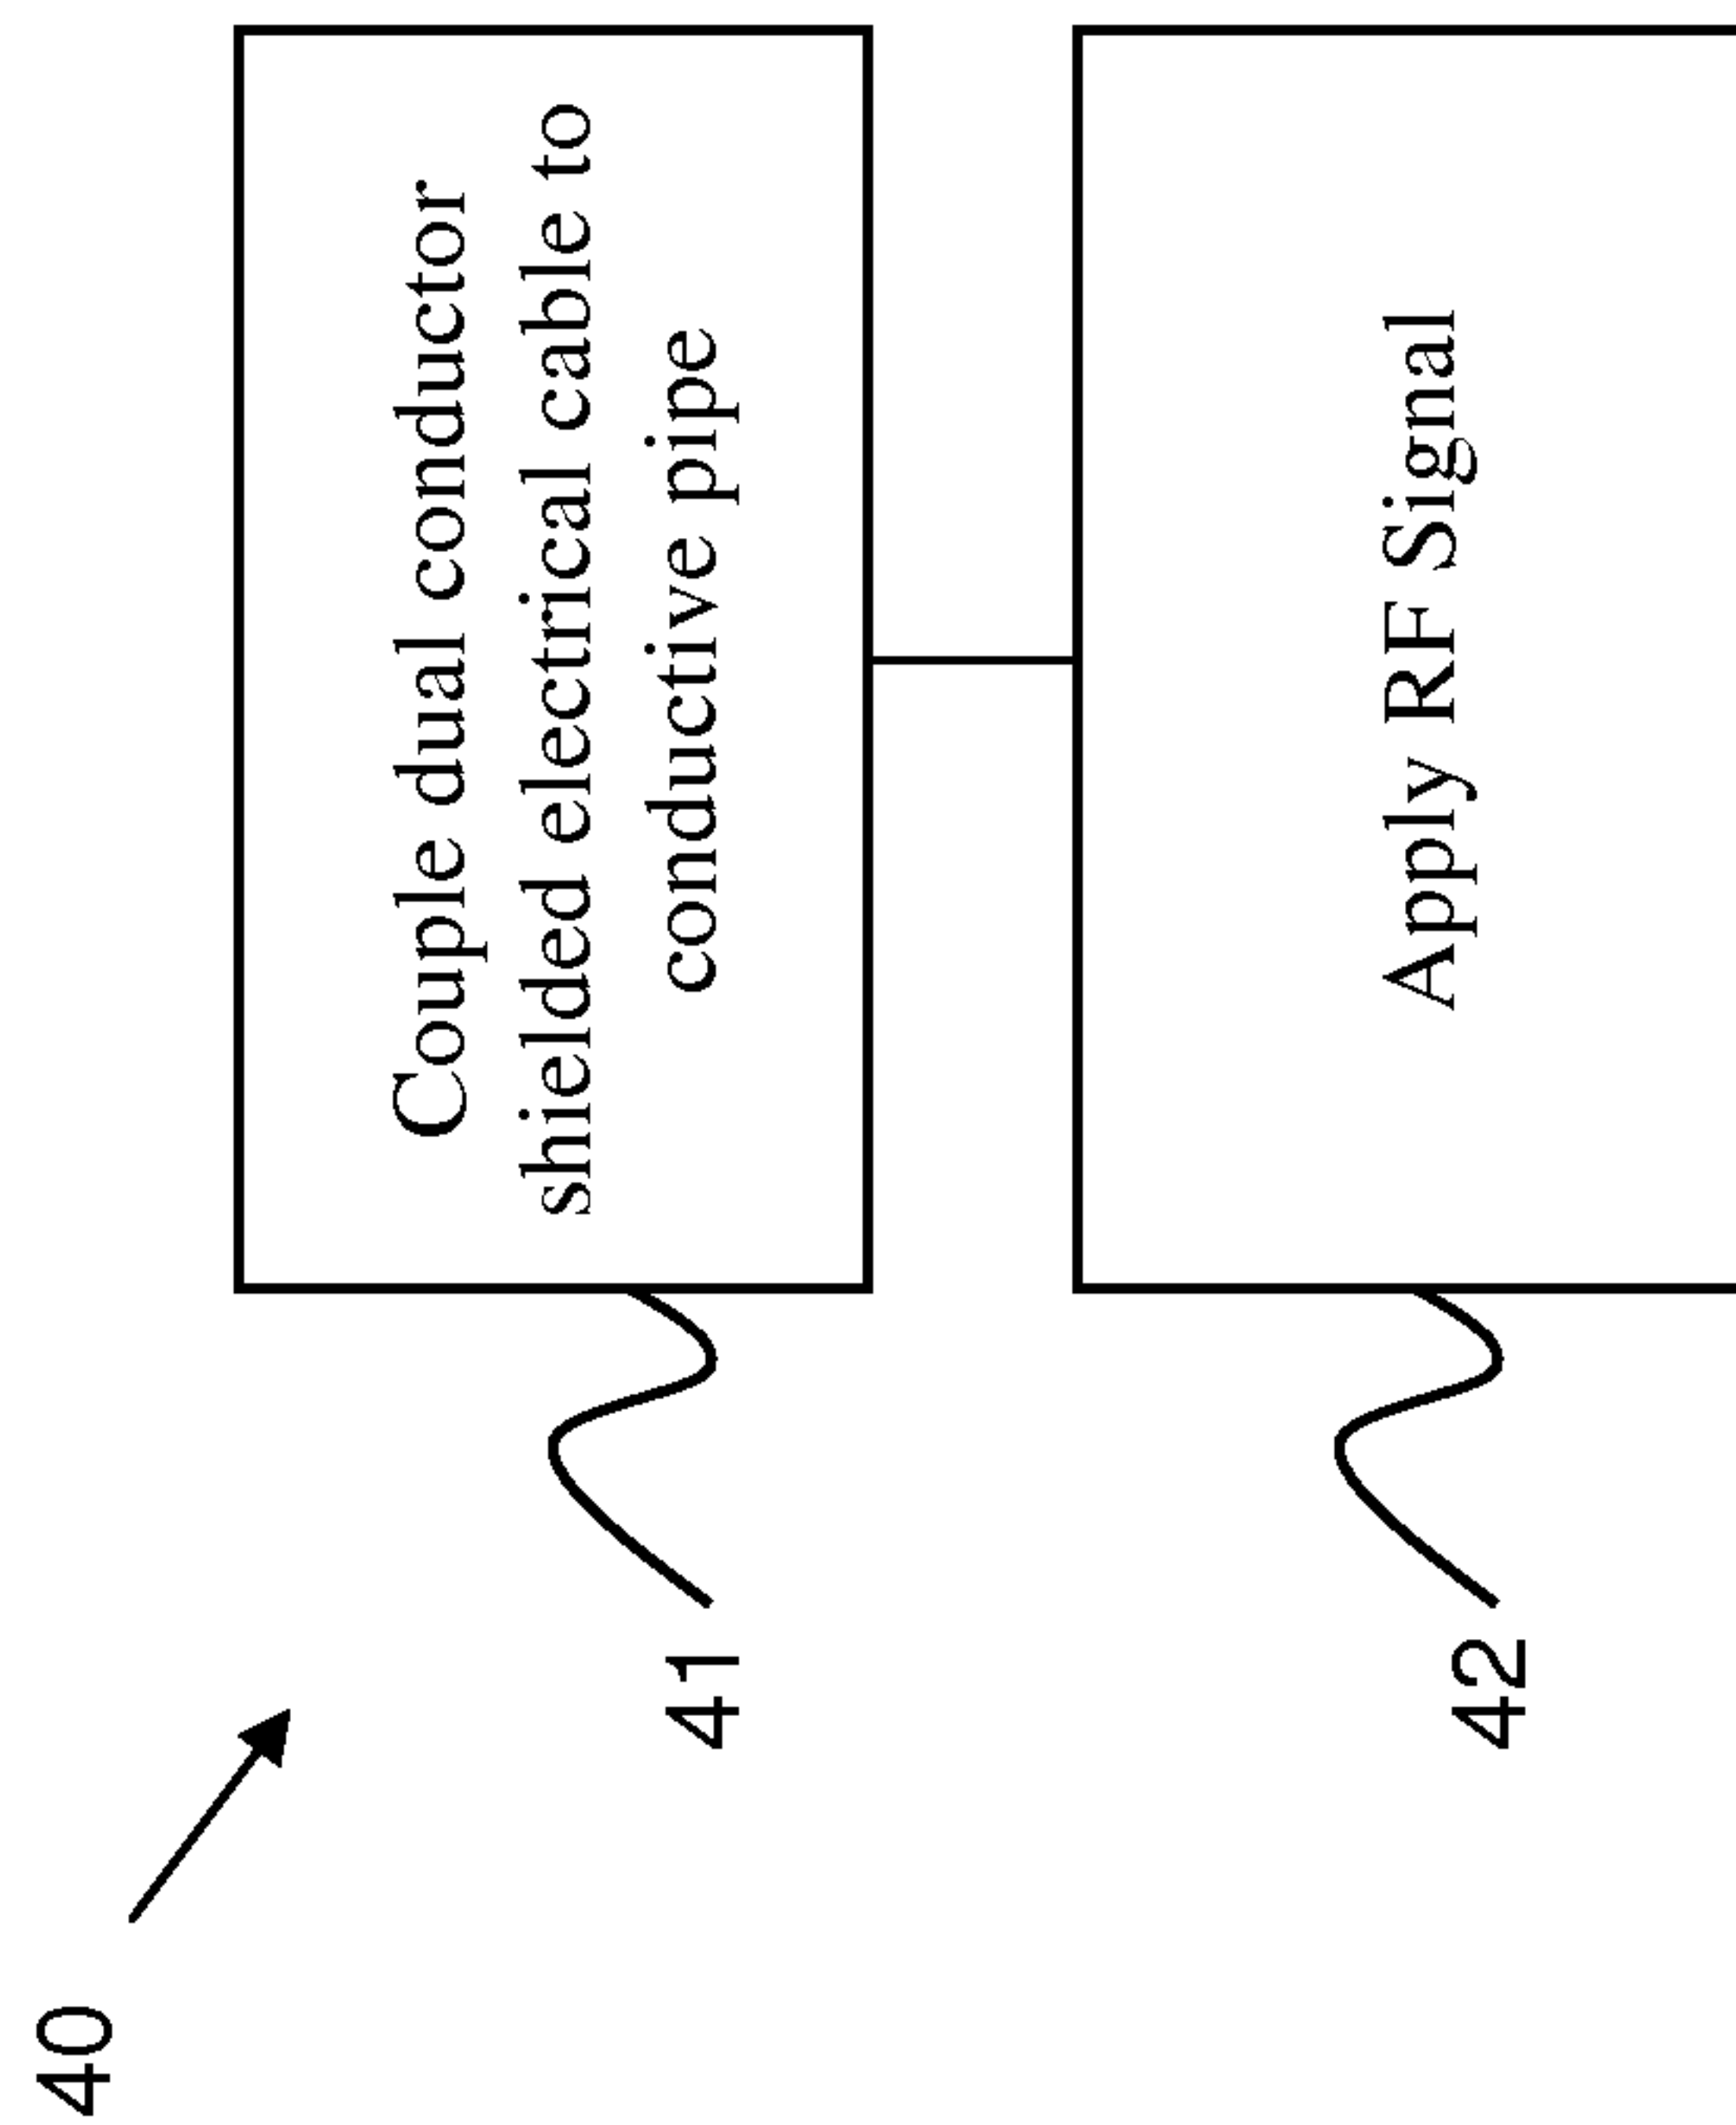 40
41
Couple dual conductor
shielded electrical cable to
conductive pipe
42
Apply RF Signal